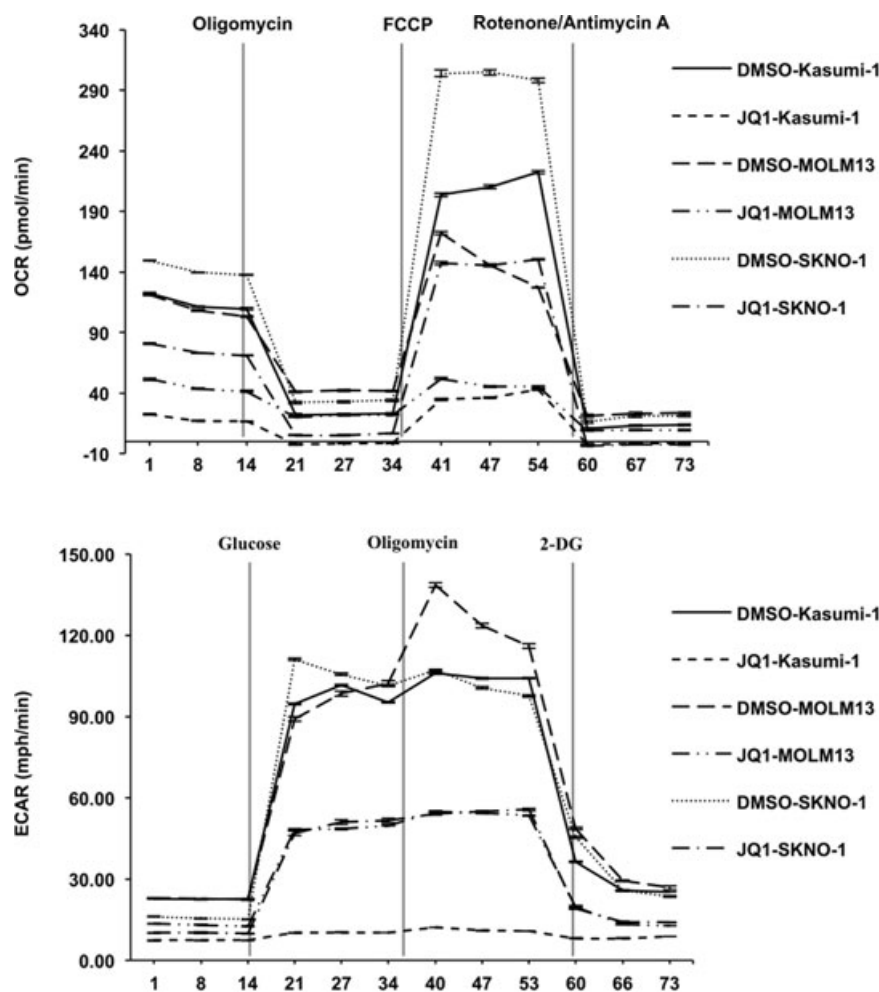 Oligomycin FCCP Rotenone/Antimycin A
OCR (pmol/min)
340
290
240
190
140
90
40
-10
1 8 14 21 27 34 41 47 54 60 67 73
DMSO-Kasumi-1
JQ1-Kasumi-1
DMSO-MOLM13
JQ1-MOLM13
DMSO-SKNO-1
JQ1-SKNO-1
Glucose Oligomycin 2-DG
ECAR (mph/min)
150.00
120.00
90.00
60.00
30.00
0.00
1 8 14 21 27 34 40 47 53 60 66 73
DMSO-Kasumi-1
JQ1-Kasumi-1
DMSO-MOLM13
JQ1-MOLM13
DMSO-SKNO-1
JQ1-SKNO-1